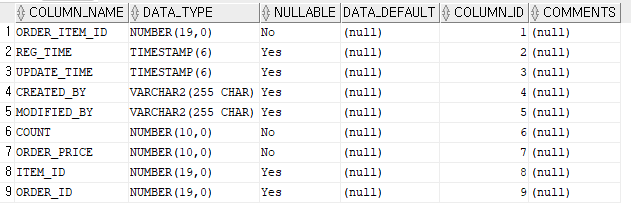 COLUMN_NAME DATA_TYPE NULLABLE DATA_DEFAULT COLUMN_ID COMMENTS
1 ORDER_ITEM_ID NUMBER(19,0) No (null) 1 (null)
2 REG_TIME TIMESTAMP(6) Yes (null) 2 (null)
3 UPDATE_TIME TIMESTAMP(6) Yes (null) 3 (null)
4 CREATED_BY VARCHAR2(255 CHAR) Yes (null) 4 (null)
5 MODIFIED_BY VARCHAR2(255 CHAR) Yes (null) 5 (null)
6 COUNT NUMBER(10,0) No (null) 6 (null)
7 ORDER_PRICE NUMBER(10,0) No (null) 7 (null)
8 ITEM_ID NUMBER(19,0) Yes (null) 8 (null)
9 ORDER_ID NUMBER(19,0) Yes (null) 9 (null)